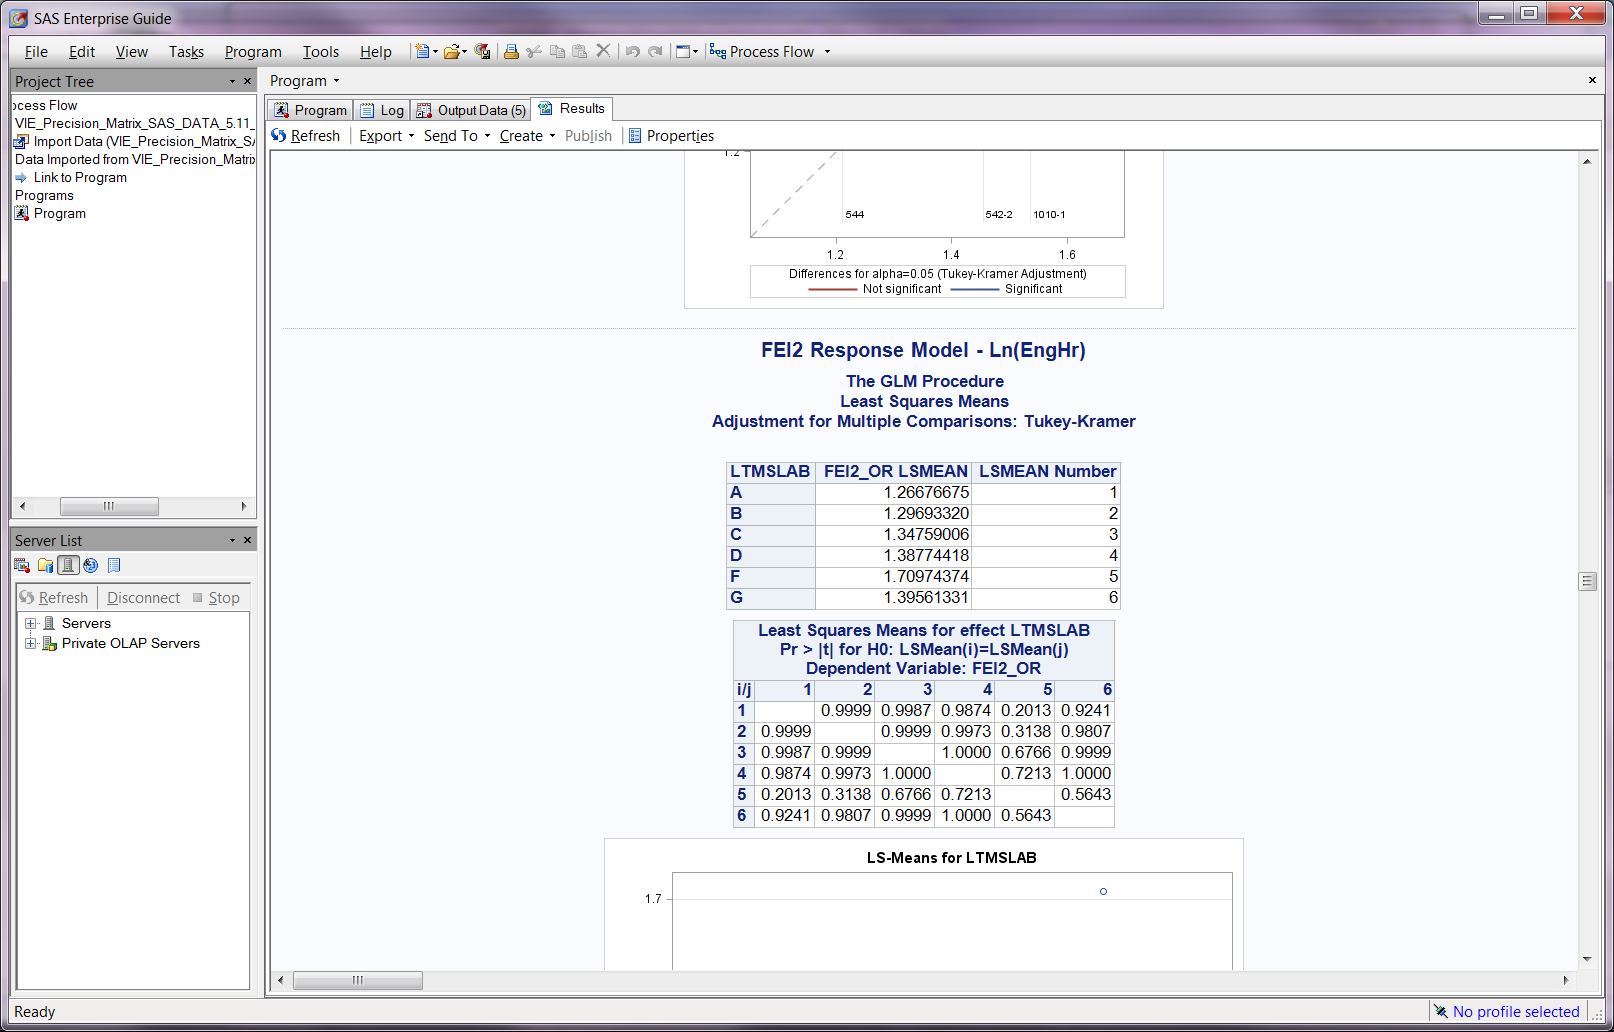 SAS Enterprise Guide
File Edit View Tasks Program Tools Help Process Flow
Project Tree
ocess Flow
VIE_Precision_Matrix_SAS_DATA_5.11_
Import Data (VIE_Precision_Matrix_SA
Data Imported from VIE_Precision_Matrix
Link to Program
Programs
Program
Server List
Refresh Disconnect Stop
Servers
Private OLAP Servers
Program
Program Log Output Data (5) Results
Refresh Export Send To Create Publish Properties
1.2
544 542-2 1010-1
1.2 1.4 1.6
Differences for alpha=0.05 (Tukey-Kramer Adjustment)
Not significant Significant
FEI2 Response Model - Ln(EngHr)
The GLM Procedure
Least Squares Means
Adjustment for Multiple Comparisons: Tukey-Kramer
LTMSLAB FEI2_OR LSMEAN LSMEAN Number
A 1.26676675 1
B 1.29693320 2
C 1.34759006 3
D 1.38774418 4
F 1.70974374 5
G 1.39561331 6
Least Squares Means for effect LTMSLAB
Pr > |t| for H0: LSMean(i)=LSMean(j)
Dependent Variable: FEI2_OR
i/j 1 2 3 4 5 6
1 0.9999 0.9987 0.9874 0.2013 0.9241
2 0.9999 0.9999 0.9973 0.3138 0.9807
3 0.9987 0.9999 1.0000 0.6766 0.9999
4 0.9874 0.9973 1.0000 0.7213 1.0000
5 0.2013 0.3138 0.6766 0.7213 0.5643
6 0.9241 0.9807 0.9999 1.0000 0.5643
LS-Means for LTMSLAB
1.7
Ready
No profile selected